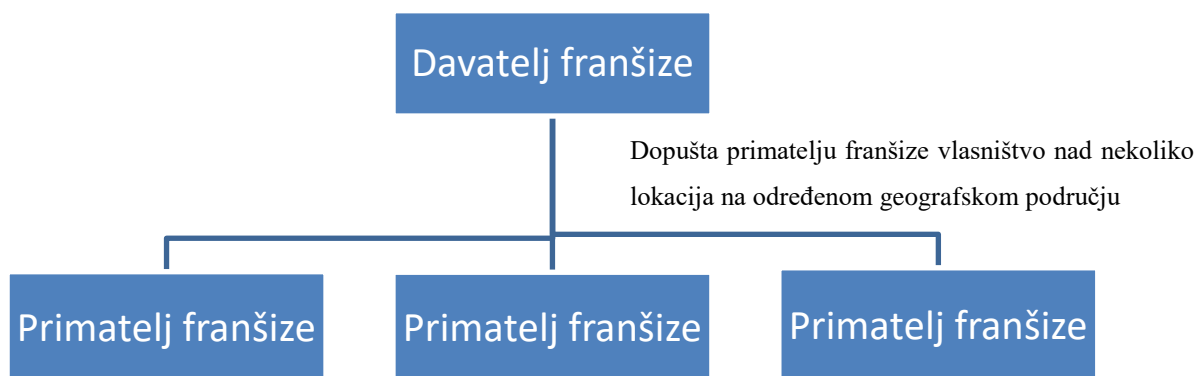 Davatelj franšize
Dopušta primatelju franšize vlasništvo nad nekoliko
lokacija na određenom geografskom području
Primatelj franšize
Primatelj franšize
Primatelj franšize